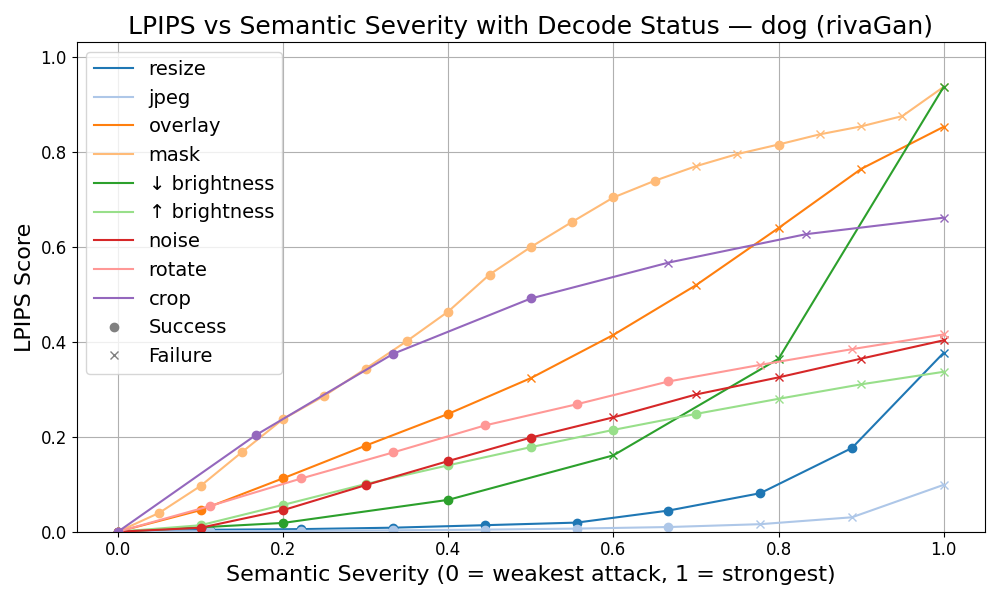 LPIPS vs Semantic Severity with Decode Status — dog (rivaGan)
LPIPS Score
1.0
0.8
0.6
0.4
0.2
0.0
resize
jpeg
overlay
mask
↓ brightness
↑ brightness
noise
rotate
crop
Success
Failure
0.0 0.2 0.4 0.6 0.8 1.0
Semantic Severity (0 = weakest attack, 1 = strongest)